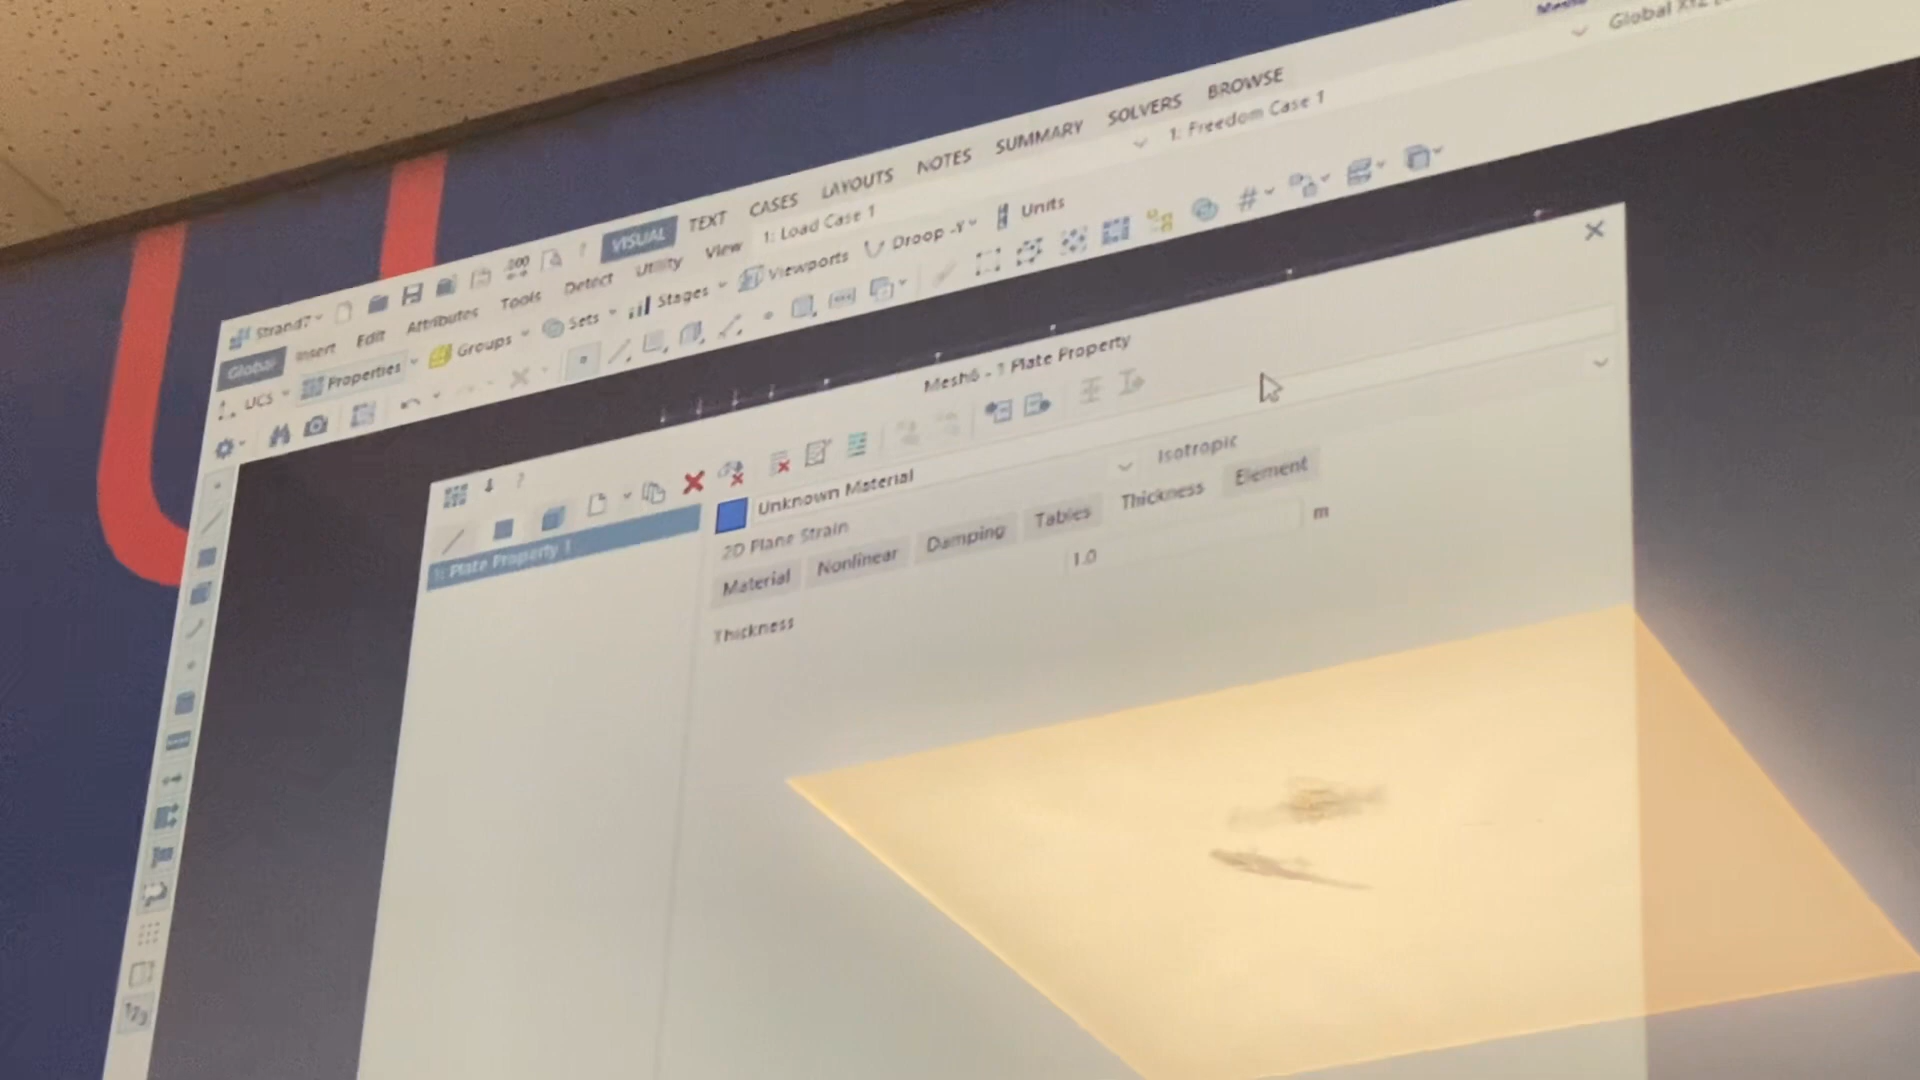 Strand7
VISUAL TEXT CASES LAYOUTS NOTES SUMMARY SOLVERS BROWSE
Global Insert Edit Attributes Tools Detect Utility View 1: Load Case 1 1: Freedom Case 1 Global XYZ
UCS Properties Groups Sets Stages Viewports Droop -Y Units
Mesh6 - 1 Plate Property
1: Plate Property 1
Unknown Material Isotropic
2D Plane Strain
Material Nonlinear Damping Tables Thickness Element
Thickness 1.0 m
123